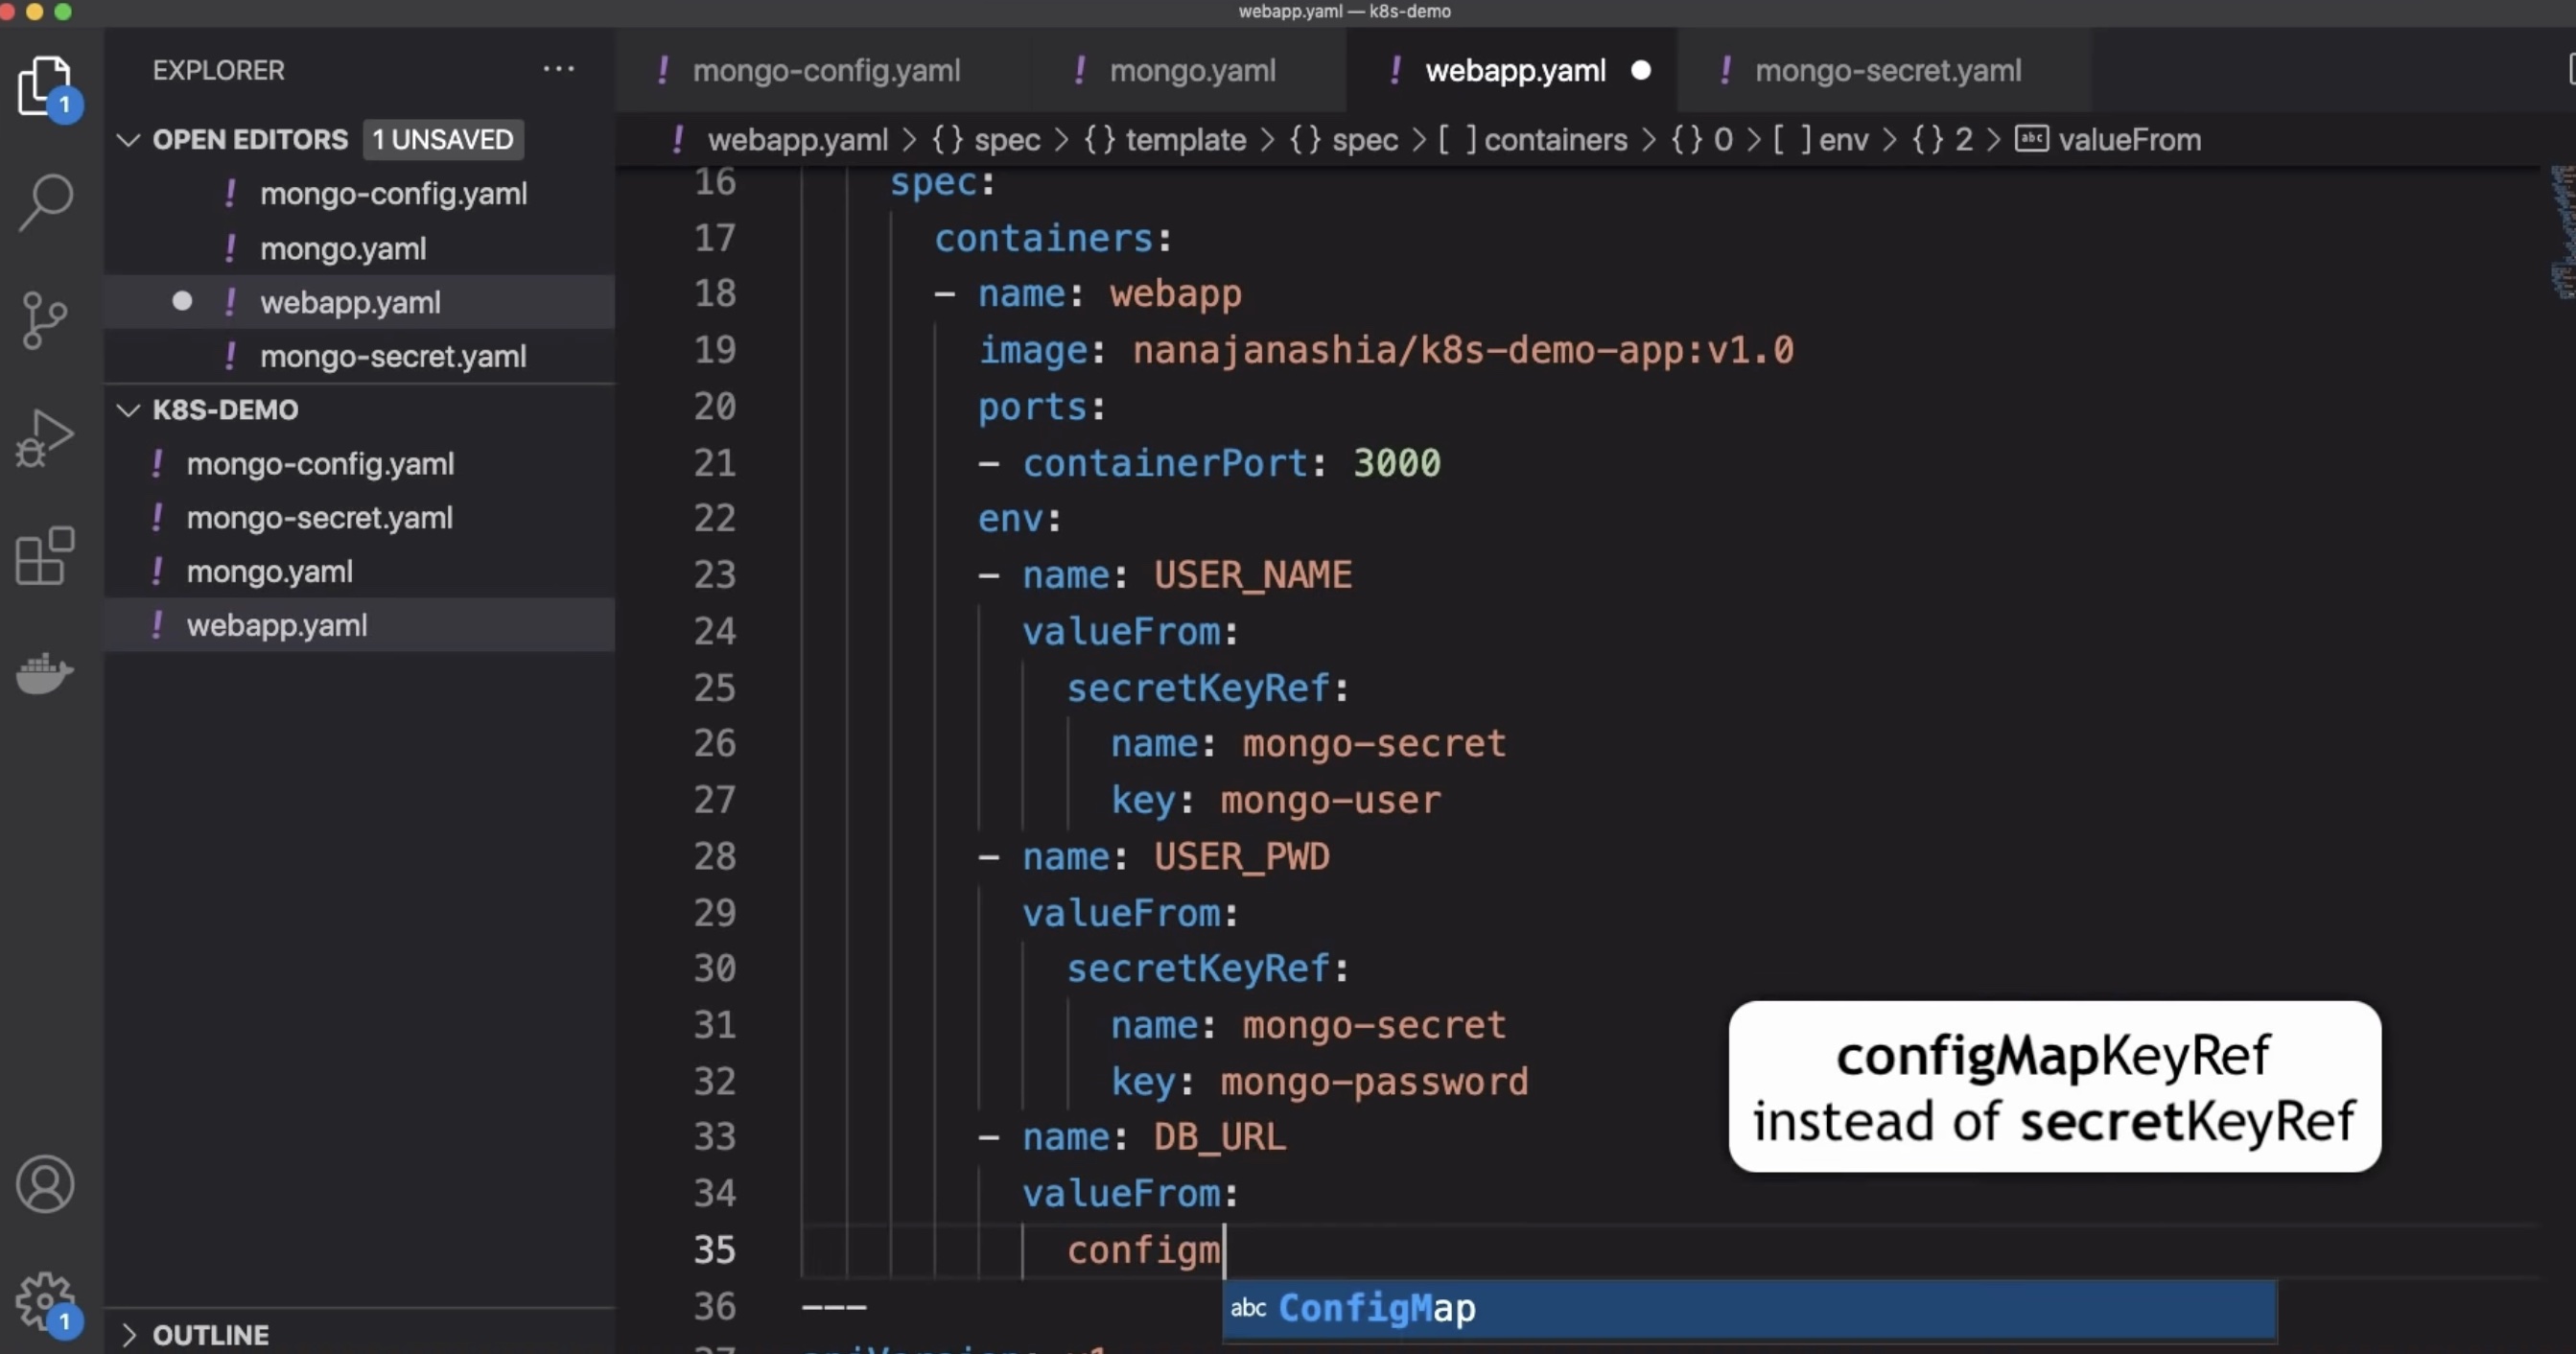 webapp.yaml — k8s-demo
EXPLORER
1
OPEN EDITORS 1 UNSAVED
! mongo-config.yaml
! mongo.yaml
! webapp.yaml
! mongo-secret.yaml
K8S-DEMO
! mongo-config.yaml
! mongo-secret.yaml
! mongo.yaml
! webapp.yaml
1
OUTLINE
! mongo-config.yaml ! mongo.yaml ! webapp.yaml ! mongo-secret.yaml
! webapp.yaml > {} spec > {} template > {} spec > [ ] containers > {} 0 > [ ] env > {} 2 > abc valueFrom
16 spec:
17 containers:
18 - name: webapp
19 image: nanajanashia/k8s-demo-app:v1.0
20 ports:
21 - containerPort: 3000
22 env:
23 - name: USER_NAME
24 valueFrom:
25 secretKeyRef:
26 name: mongo-secret
27 key: mongo-user
28 - name: USER_PWD
29 valueFrom:
30 secretKeyRef:
31 name: mongo-secret
32 key: mongo-password
33 - name: DB_URL
34 valueFrom:
35 configm
abc ConfigMap
36 ---
configMapKeyRef
instead of secretKeyRef